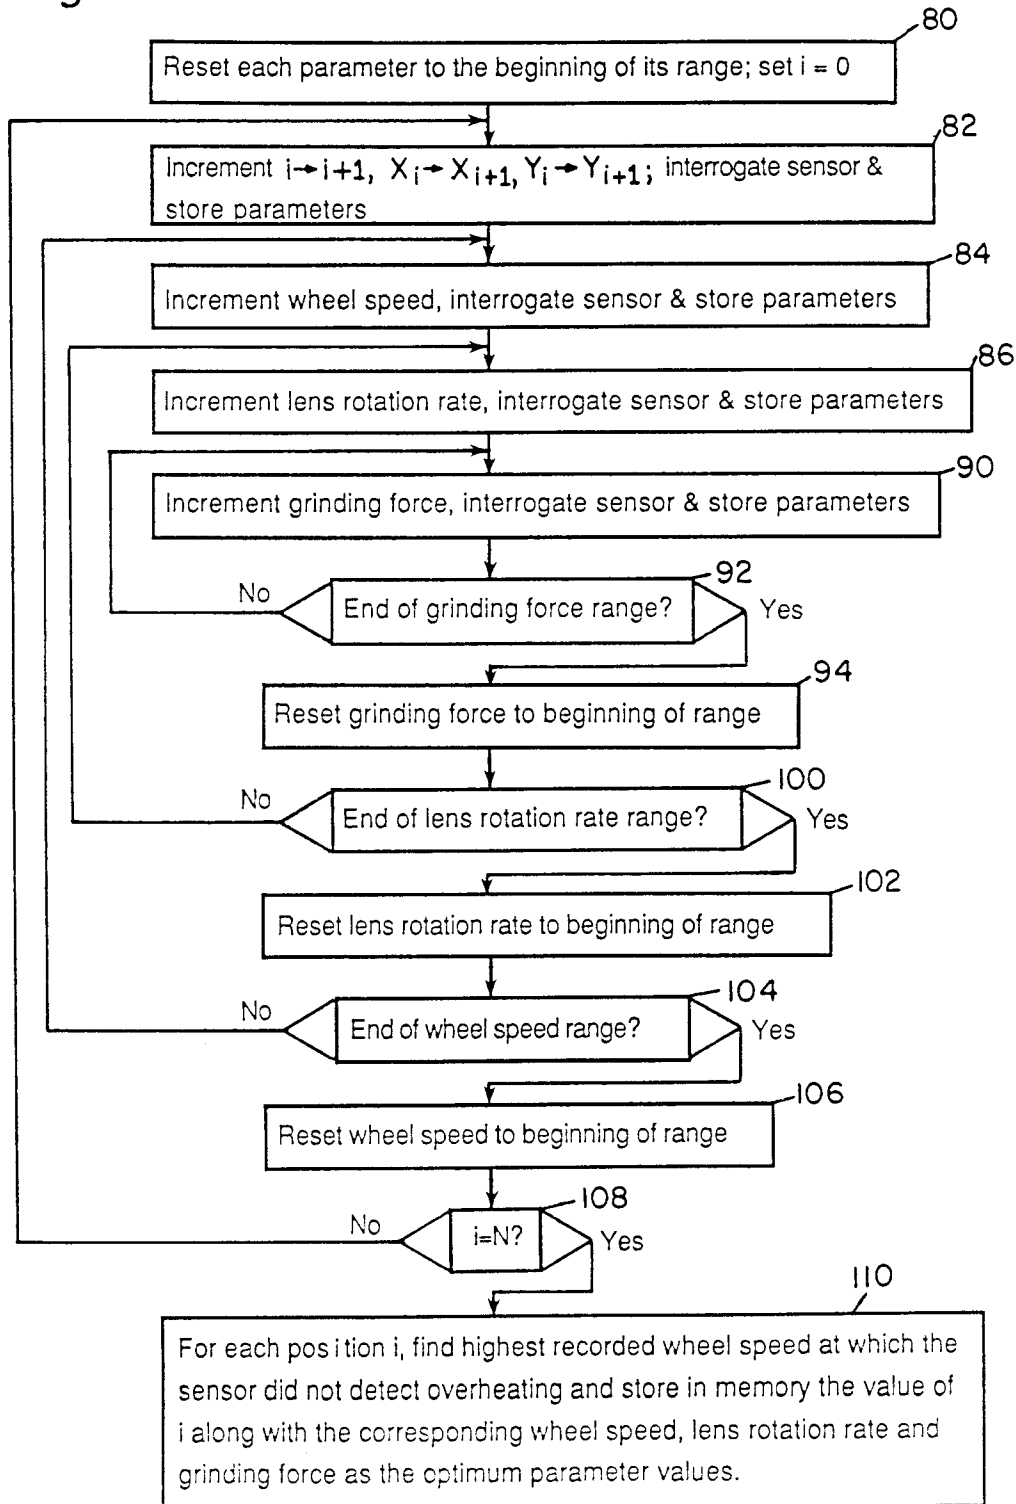 80
Reset each parameter to the beginning of its range; set i = 0
82
Increment i→i+1, Xi→Xi+1, Yi→Yi+1; interrogate sensor &
store parameters
84
Increment wheel speed, interrogate sensor & store parameters
86
Increment lens rotation rate, interrogate sensor & store parameters
90
Increment grinding force, interrogate sensor & store parameters
92
No
End of grinding force range?
Yes
94
Reset grinding force to beginning of range
100
No
End of lens rotation rate range?
Yes
102
Reset lens rotation rate to beginning of range
104
No
End of wheel speed range?
Yes
106
Reset wheel speed to beginning of range
108
No
i=N?
Yes
110
For each position i, find highest recorded wheel speed at which the
sensor did not detect overheating and store in memory the value of
i along with the corresponding wheel speed, lens rotation rate and
grinding force as the optimum parameter values.